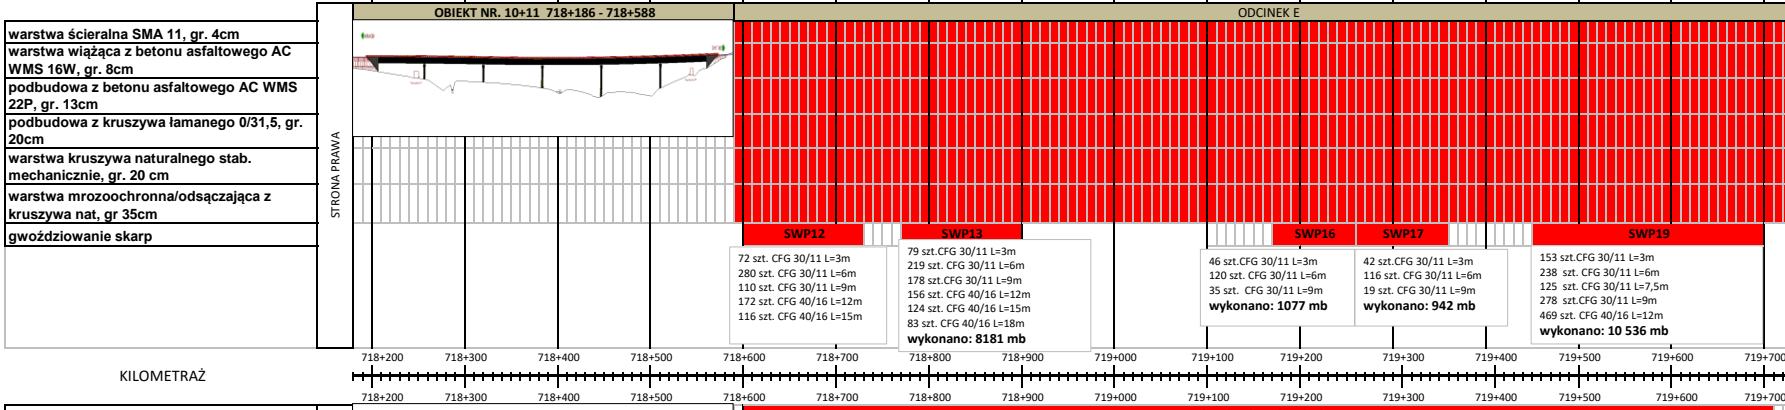 OBIEKT NR. 10+11 718+186 - 718+588
ODCINEK E
warstwa ścieralna SMA 11, gr. 4cm
warstwa wiążąca z betonu asfaltowego AC
WMS 16W, gr. 8cm
podbudowa z betonu asfaltowego AC WMS
22P, gr. 13cm
podbudowa z kruszywa łamanego 0/31,5, gr.
20cm
warstwa kruszywa naturalnego stab.
mechanicznie, gr. 20 cm
warstwa mrozoochronna/odsączająca z
kruszywa nat, gr 35cm
gwoździowanie skarp
STRONA PRAWA
SWP12
SWP13
SWP16
SWP17
SWP19
72 szt. CFG 30/11 L=3m
280 szt. CFG 30/11 L=6m
110 szt. CFG 30/11 L=9m
172 szt. CFG 40/16 L=12m
116 szt. CFG 40/16 L=15m
79 szt. CFG 30/11 L=3m
219 szt. CFG 30/11 L=6m
178 szt. CFG 30/11 L=9m
156 szt. CFG 40/16 L=12m
124 szt. CFG 40/16 L=15m
83 szt. CFG 40/16 L=18m
wykonano: 8181 mb
46 szt.CFG 30/11 L=3m
120 szt. CFG 30/11 L=6m
35 szt. CFG 30/11 L=9m
wykonano: 1077 mb
42 szt.CFG 30/11 L=3m
116 szt. CFG 30/11 L=6m
19 szt. CFG 30/11 L=9m
wykonano: 942 mb
153 szt.CFG 30/11 L=3m
238 szt. CFG 30/11 L=6m
125 szt. CFG 30/11 L=7,5m
278 szt.CFG 30/11 L=9m
469 szt. CFG 40/16 L=12m
wykonano: 10 536 mb
718+200 718+300 718+400 718+500 718+600 718+700 718+800 718+900 719+000 719+100 719+200 719+300 719+400 719+500 719+600 719+700
KILOMETRAŻ
718+200 718+300 718+400 718+500 718+600 718+700 718+800 718+900 719+000 719+100 719+200 719+300 719+400 719+500 719+600 719+700